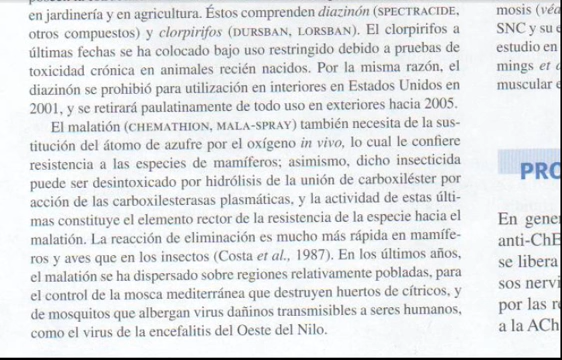 en jardinería y en agricultura. Éstos comprenden diazinón (SPECTRACIDE,
otros compuestos) y clorpirifos (DURSBAN, LORSBAN). El clorpirifos a
últimas fechas se ha colocado bajo uso restringido debido a pruebas de
toxicidad crónica en animales recién nacidos. Por la misma razón, el
diazinón se prohibió para utilización en interiores en Estados Unidos en
2001, y se retirará paulatinamente de todo uso en exteriores hacia 2005.
El malatión (CHEMATHION, MALA-SPRAY) también necesita de la sus-
titución del átomo de azufre por el oxígeno in vivo, lo cual le confiere
resistencia a las especies de mamíferos; asimismo, dicho insecticida
puede ser desintoxicado por hidrólisis de la unión de carboxiléster por
acción de las carboxilesterasas plasmáticas, y la actividad de estas últi-
mas constituye el elemento rector de la resistencia de la especie hacia el
malatión. La reacción de eliminación es mucho más rápida en mamífe-
ros y aves que en los insectos (Costa et al., 1987). En los últimos años,
el malatión se ha dispersado sobre regiones relativamente pobladas, para
el control de la mosca mediterránea que destruyen huertos de cítricos, y
de mosquitos que albergan virus dañinos transmisibles a seres humanos,
como el virus de la encefalitis del Oeste del Nilo.
mosis (véa
SNC y su e
estudio en
mings et a
muscular e
PRO
En gene
anti-ChE
se libera
sos nervi
por las r
a la ACh